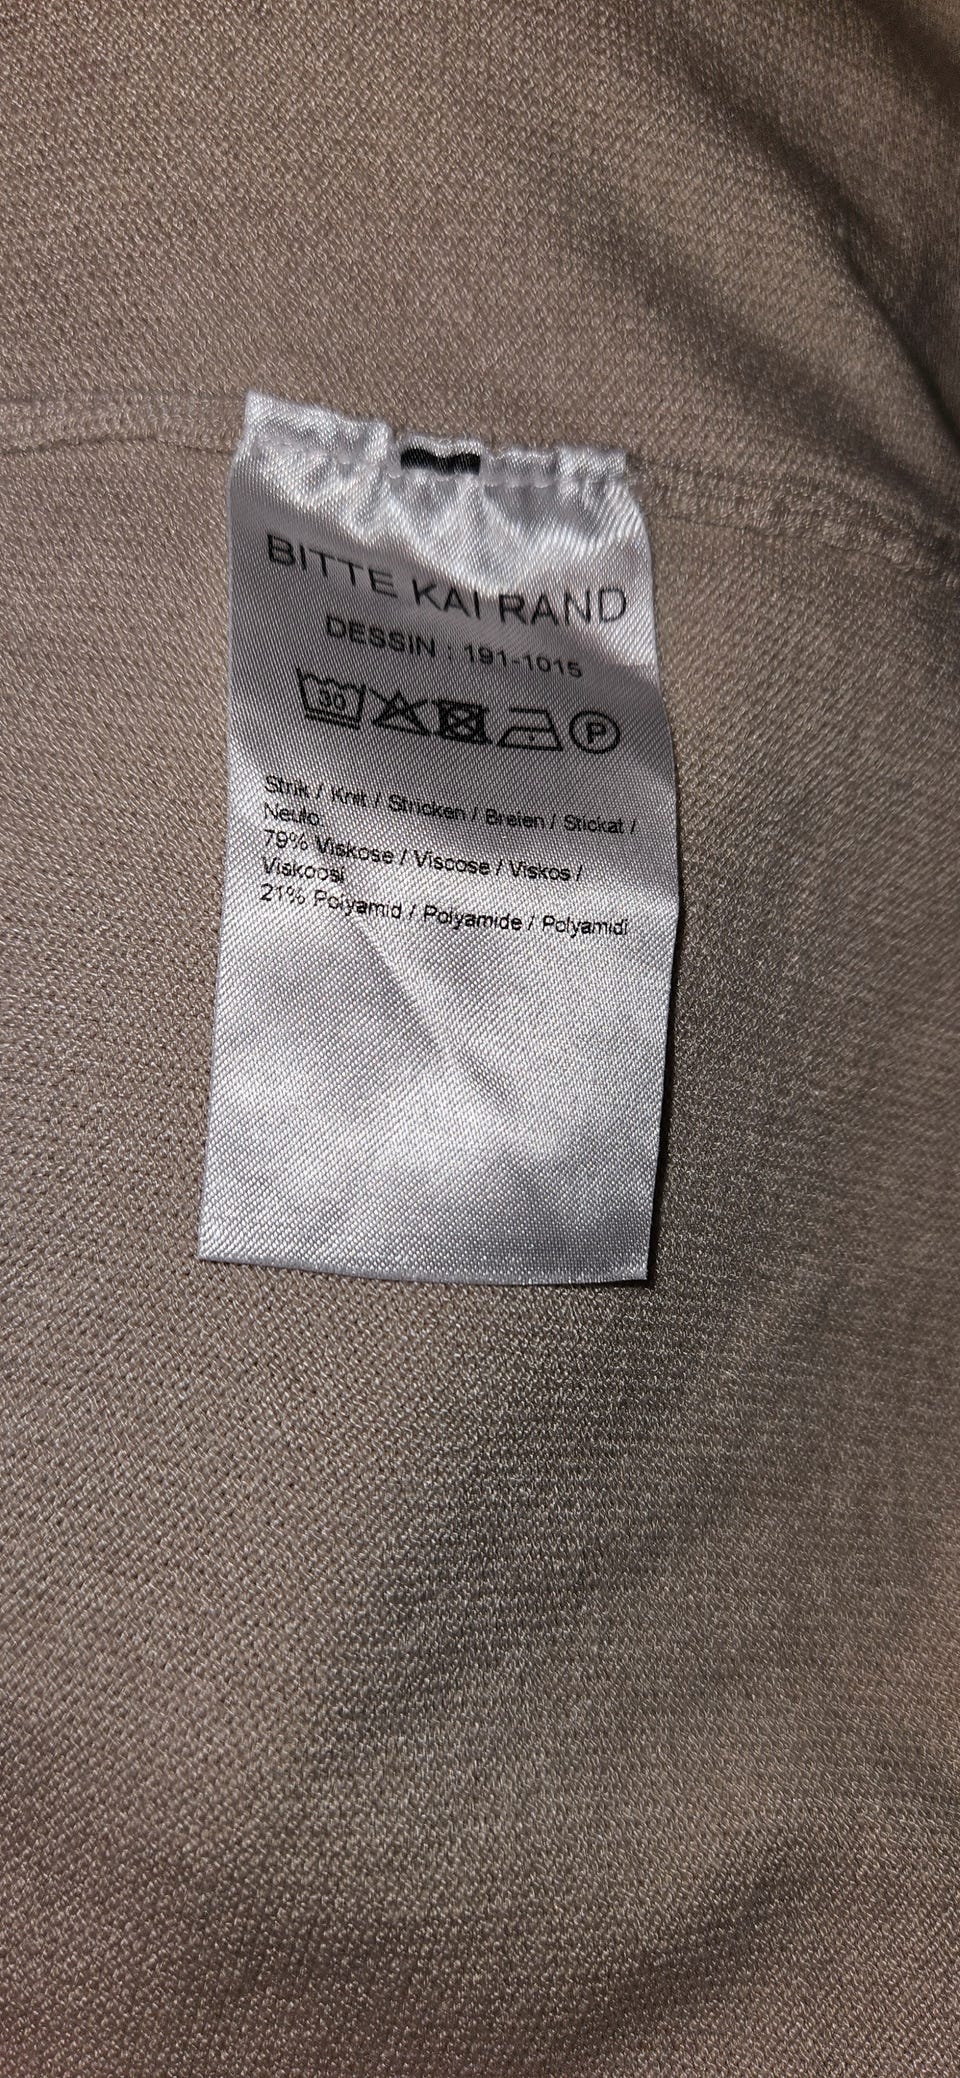 BITTE KAI RAND
DESSIN : 191-1015
30 P
Strik / Knit / Stricken / Breien / Stickat /
Neulo
79% Viskose / Viscose / Viskos /
Viskoosi
21% Polyamid / Polyamide / Polyamidi